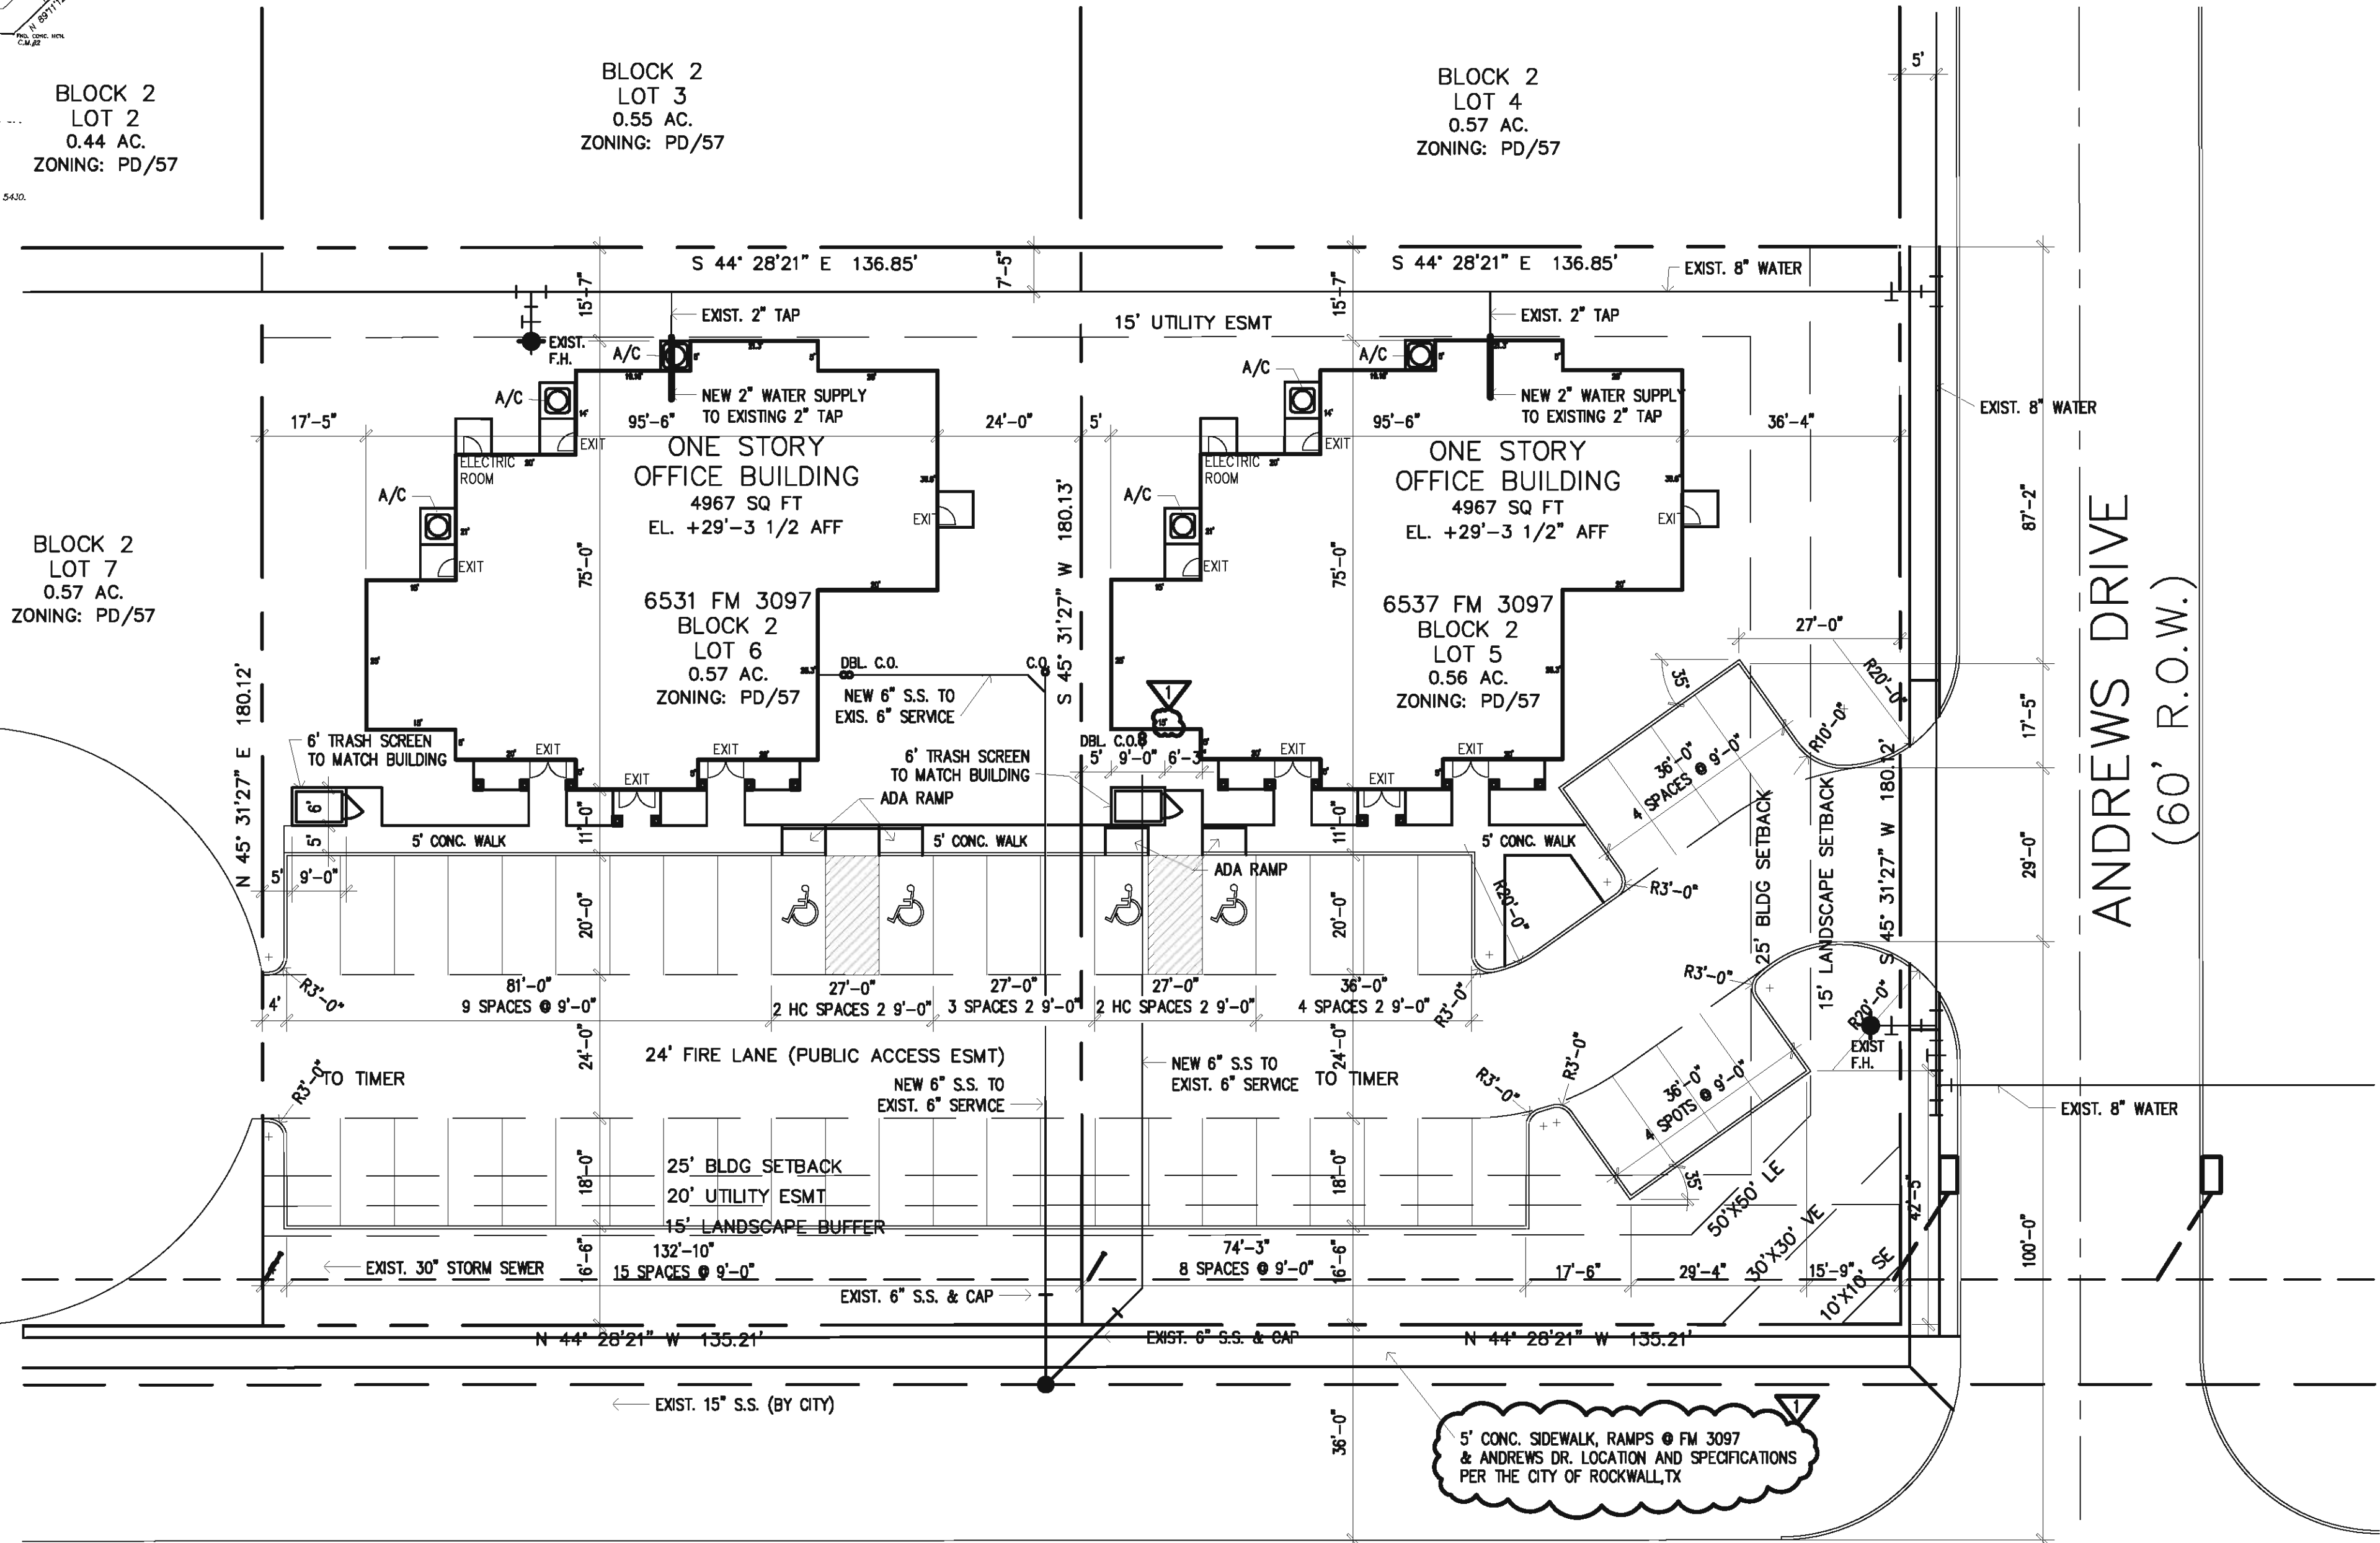 BLOCK 2
LOT 2
0.44 AC.
ZONING: PD/57
5430.
BLOCK 2
LOT 3
0.55 AC.
ZONING: PD/57
BLOCK 2
LOT 4
0.57 AC.
ZONING: PD/57
5'
S 44° 28'21" E 136.85'
7'-5"
S 44° 28'21" E 136.85'
EXIST. 8" WATER
15'-7"
15'-7"
EXIST. 2" TAP
15' UTILITY ESMT
EXIST. 2" TAP
EXIST.
F.H.
A/C
A/C
A/C
A/C
NEW 2" WATER SUPPLY
TO EXISTING 2" TAP
NEW 2" WATER SUPPLY
TO EXISTING 2" TAP
EXIST. 8" WATER
17'-5"
95'-6"
24'-0"
5'
95'-6"
36'-4"
EXIT
EXIT
ELECTRIC
ROOM
ELECTRIC
ROOM
ONE STORY
OFFICE BUILDING
4967 SQ FT
EL. +29'-3 1/2 AFF
ONE STORY
OFFICE BUILDING
4967 SQ FT
EL. +29'-3 1/2" AFF
A/C
A/C
EXIT
EXIT
EXIT
EXIT
75'-0"
75'-0"
S 45° 31'27" W 180.13'
87'-2"
ANDREWS DRIVE
(60' R.O.W.)
BLOCK 2
LOT 7
0.57 AC.
ZONING: PD/57
6531 FM 3097
BLOCK 2
LOT 6
0.57 AC.
ZONING: PD/57
6537 FM 3097
BLOCK 2
LOT 5
0.56 AC.
ZONING: PD/57
27'-0"
R20'-0"
35°
DBL. C.O.
C.O.
NEW 6" S.S. TO
EXIS. 6" SERVICE
1
15'
N 45° 31'27" E 180.12'
6' TRASH SCREEN
TO MATCH BUILDING
EXIT
EXIT
EXIT
DBL. C.O.
5'
9'-0"
6'-3"
6' TRASH SCREEN
TO MATCH BUILDING
EXIT
EXIT
EXIT
36'-0"
4 SPACES @ 9'-0"
R10'-0"
17'-5"
6'
5'
ADA RAMP
11'-0"
11'-0"
5' CONC. WALK
5' CONC. WALK
5' CONC. WALK
ADA RAMP
5'
9'-0"
R20'-0"
R3'-0"
25' BLDG SETBACK
15' LANDSCAPE SETBACK
S 45° 31'27" W 180.12'
29'-0"
20'-0"
20'-0"
R3'-0"
4'
81'-0"
9 SPACES @ 9'-0"
27'-0"
2 HC SPACES 2 9'-0"
27'-0"
3 SPACES 2 9'-0"
27'-0"
2 HC SPACES 2 9'-0"
36'-0"
4 SPACES 2 9'-0"
R3'-0"
R3'-0"
R20'-0"
EXIST
F.H.
24'-0"
24' FIRE LANE (PUBLIC ACCESS ESMT)
24'-0"
R3'-0"
TO TIMER
NEW 6" S.S. TO
EXIST. 6" SERVICE
NEW 6" S.S TO
EXIST. 6" SERVICE
TO TIMER
R3'-0"
R3'-0"
36'-0"
4 SPOTS @ 9'-0"
35°
EXIST. 8" WATER
18'-0"
18'-0"
25' BLDG SETBACK
20' UTILITY ESMT
15' LANDSCAPE BUFFER
50'X50' LE
30'X30' VE
10'X10' SE
42'-5"
100'-0"
EXIST. 30" STORM SEWER
16'-6"
132'-10"
15 SPACES @ 9'-0"
74'-3"
8 SPACES @ 9'-0"
16'-6"
17'-6"
29'-4"
15'-9"
EXIST. 6" S.S. & CAP
N 44° 28'21" W 135.21'
EXIST. 6" S.S. & CAP
N 44° 28'21" W 135.21'
EXIST. 15" S.S. (BY CITY)
36'-0"
1
5' CONC. SIDEWALK, RAMPS @ FM 3097
& ANDREWS DR. LOCATION AND SPECIFICATIONS
PER THE CITY OF ROCKWALL,TX